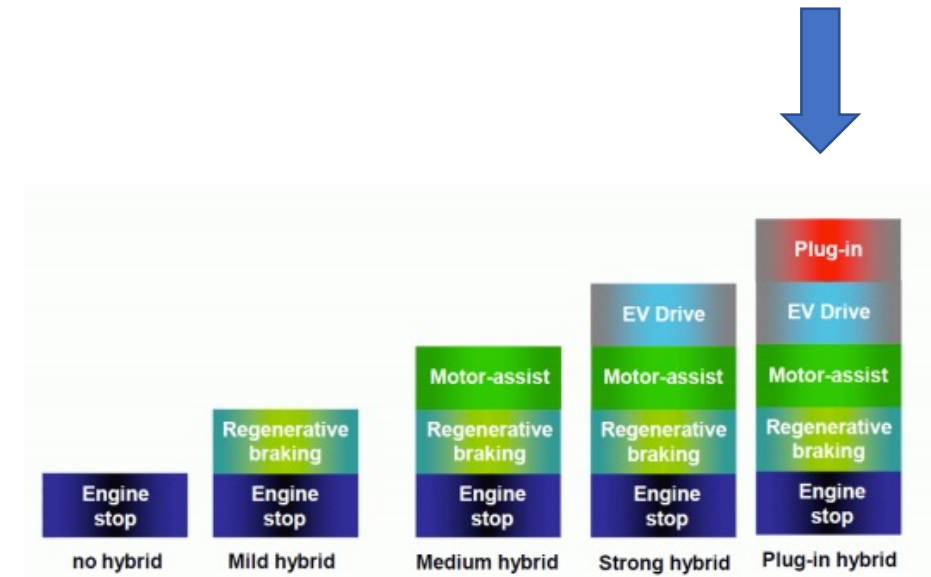 Plug-in
EV Drive
EV Drive
Motor-assist
Motor-assist
Motor-assist
Regenerative
braking
Regenerative
braking
Regenerative
braking
Regenerative
braking
Engine
stop
Engine
stop
Engine
stop
Engine
stop
Engine
stop
no hybrid
Mild hybrid
Medium hybrid
Strong hybrid
Plug-in hybrid